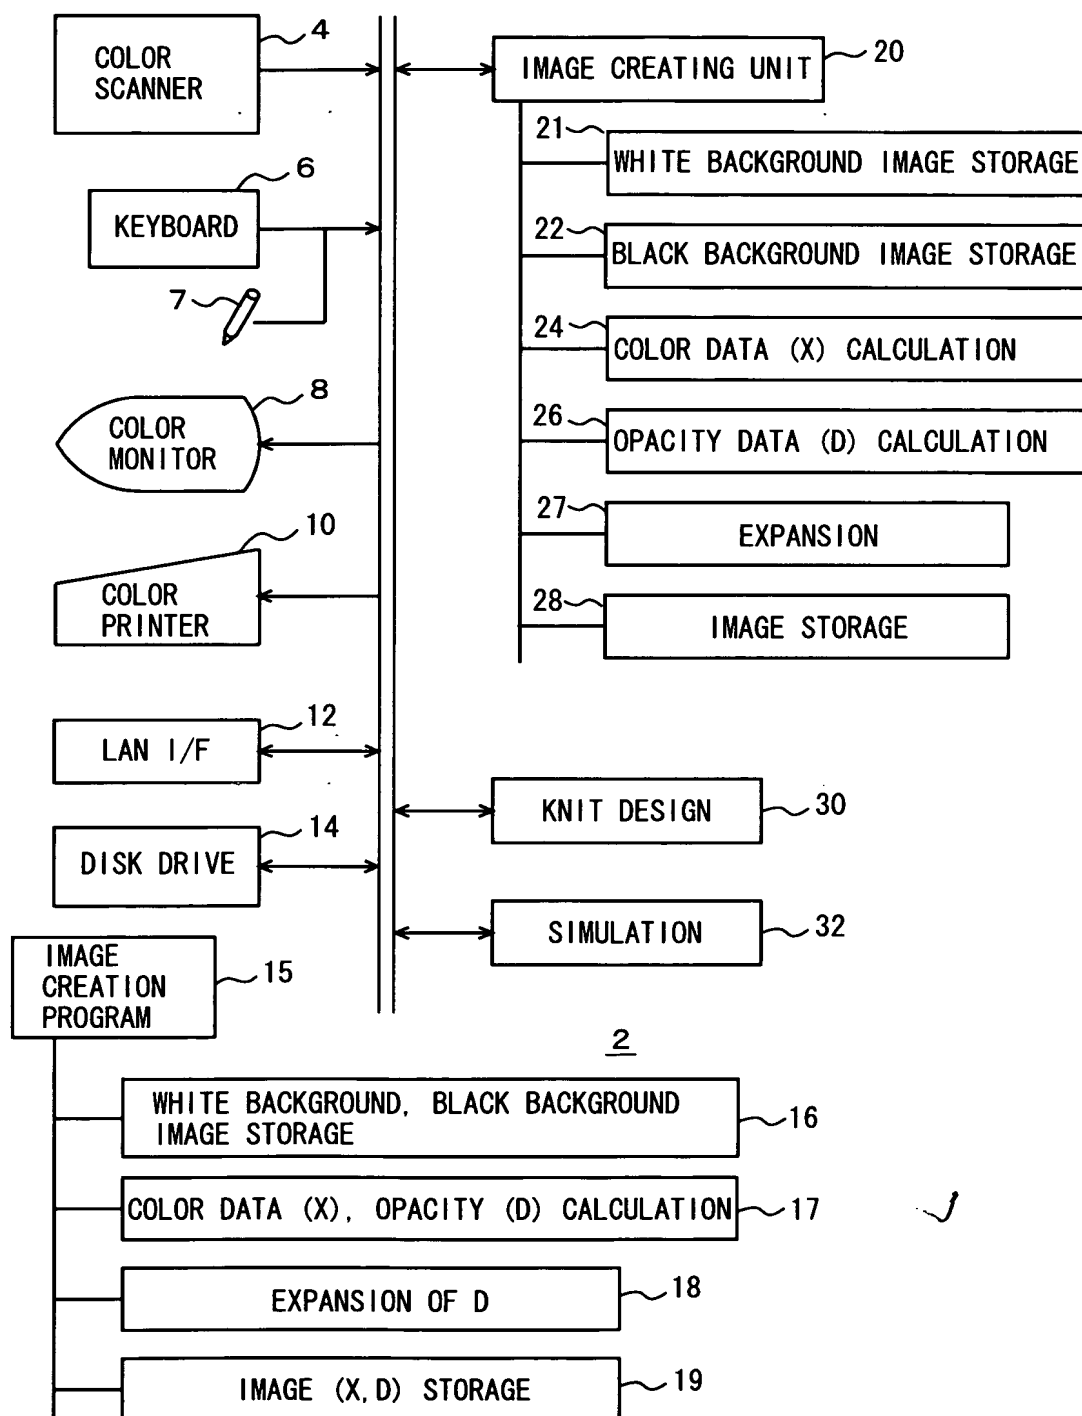 4
COLOR
SCANNER
6
KEYBOARD
7
8
COLOR
MONITOR
10
COLOR
PRINTER
12
LAN I/F
14
DISK DRIVE
20
IMAGE CREATING UNIT
21
WHITE BACKGROUND IMAGE STORAGE
22
BLACK BACKGROUND IMAGE STORAGE
24
COLOR DATA (X) CALCULATION
26
OPACITY DATA (D) CALCULATION
27
EXPANSION
28
IMAGE STORAGE
KNIT DESIGN
30
SIMULATION
32
IMAGE
CREATION
PROGRAM
15
2
WHITE BACKGROUND, BLACK BACKGROUND
IMAGE STORAGE
16
COLOR DATA (X), OPACITY (D) CALCULATION
17
EXPANSION OF D
18
IMAGE (X,D) STORAGE
19